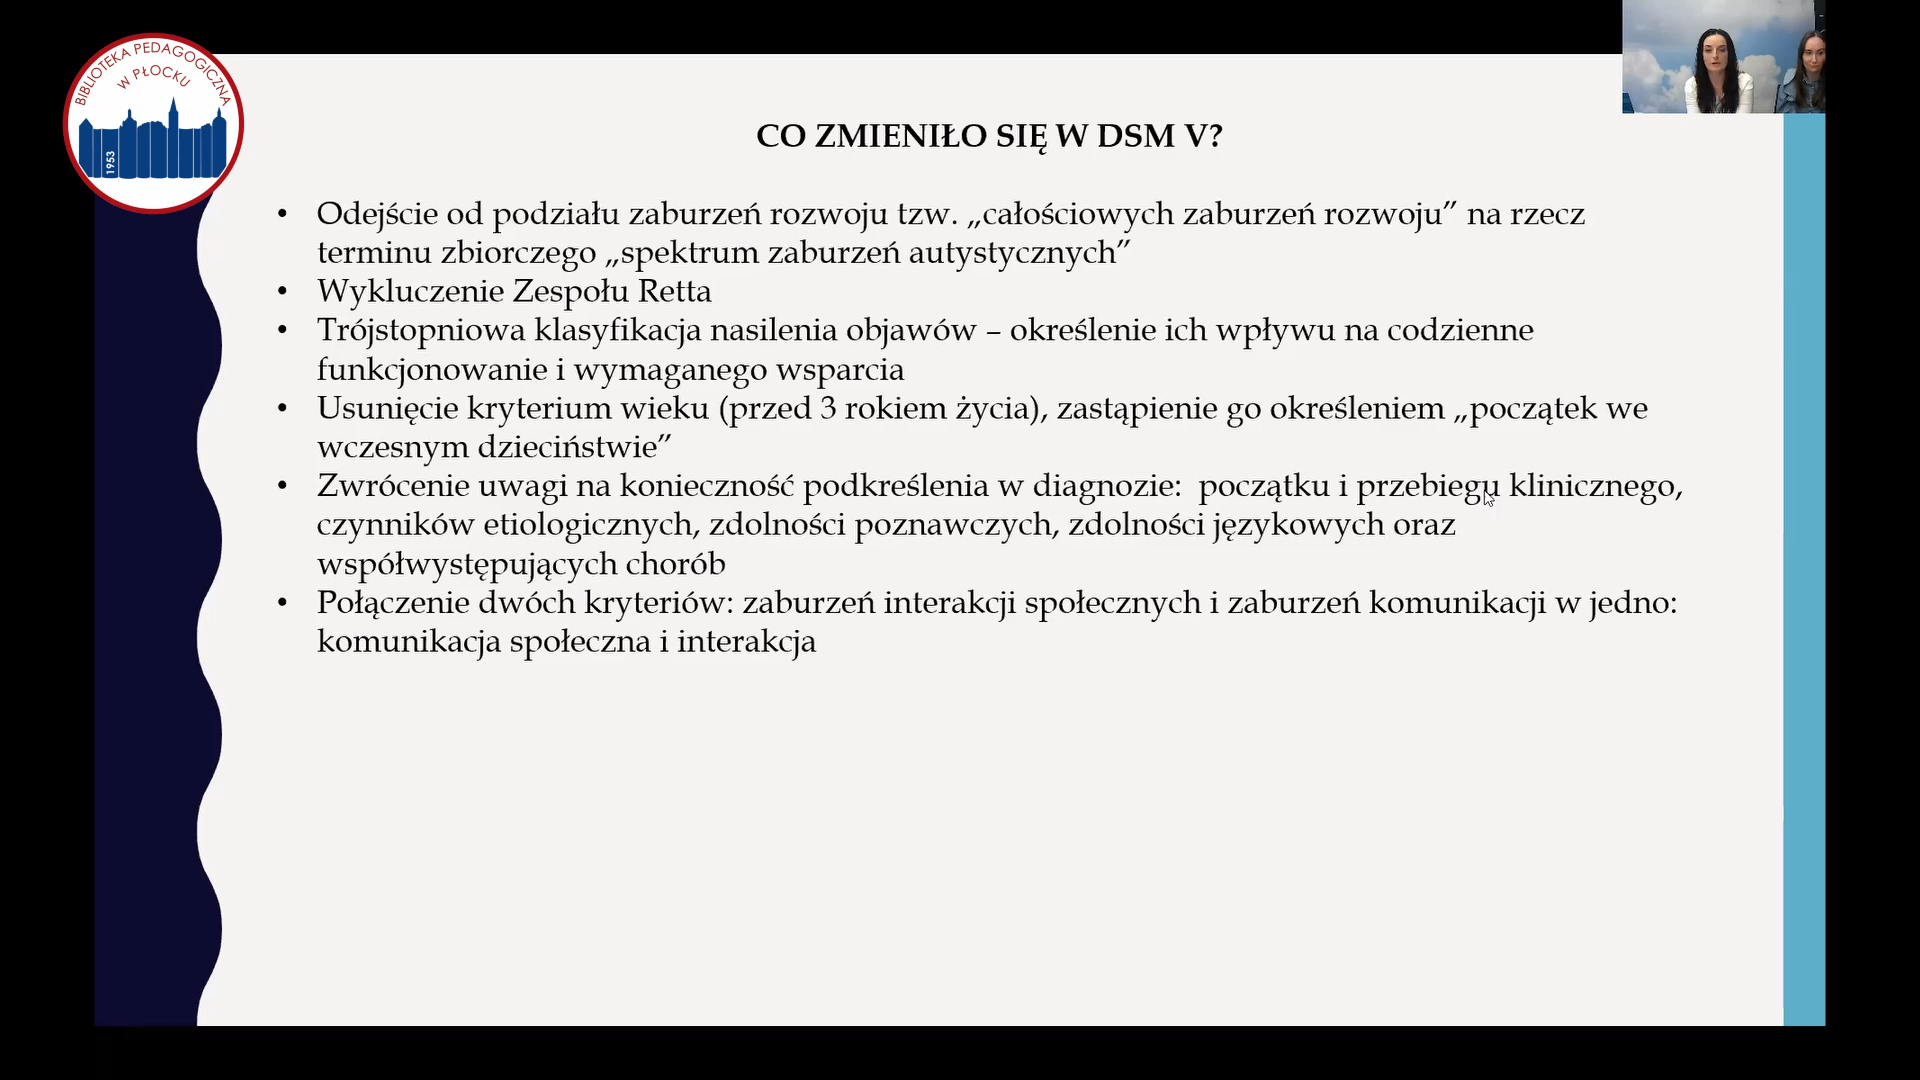 BIBLIOTEKA PEDAGOGICZNA
W PŁOCKU
1953
CO ZMIENIŁO SIĘ W DSM V?
• Odejście od podziału zaburzeń rozwoju tzw. „całościowych zaburzeń rozwoju” na rzecz
terminu zbiorczego „spektrum zaburzeń autystycznych”
• Wykluczenie Zespołu Retta
• Trójstopniowa klasyfikacja nasilenia objawów – określenie ich wpływu na codzienne
funkcjonowanie i wymaganego wsparcia
• Usunięcie kryterium wieku (przed 3 rokiem życia), zastąpienie go określeniem „początek we
wczesnym dzieciństwie”
• Zwrócenie uwagi na konieczność podkreślenia w diagnozie:  początku i przebiegu klinicznego,
czynników etiologicznych, zdolności poznawczych, zdolności językowych oraz
współwystępujących chorób
• Połączenie dwóch kryteriów: zaburzeń interakcji społecznych i zaburzeń komunikacji w jedno:
komunikacja społeczna i interakcja